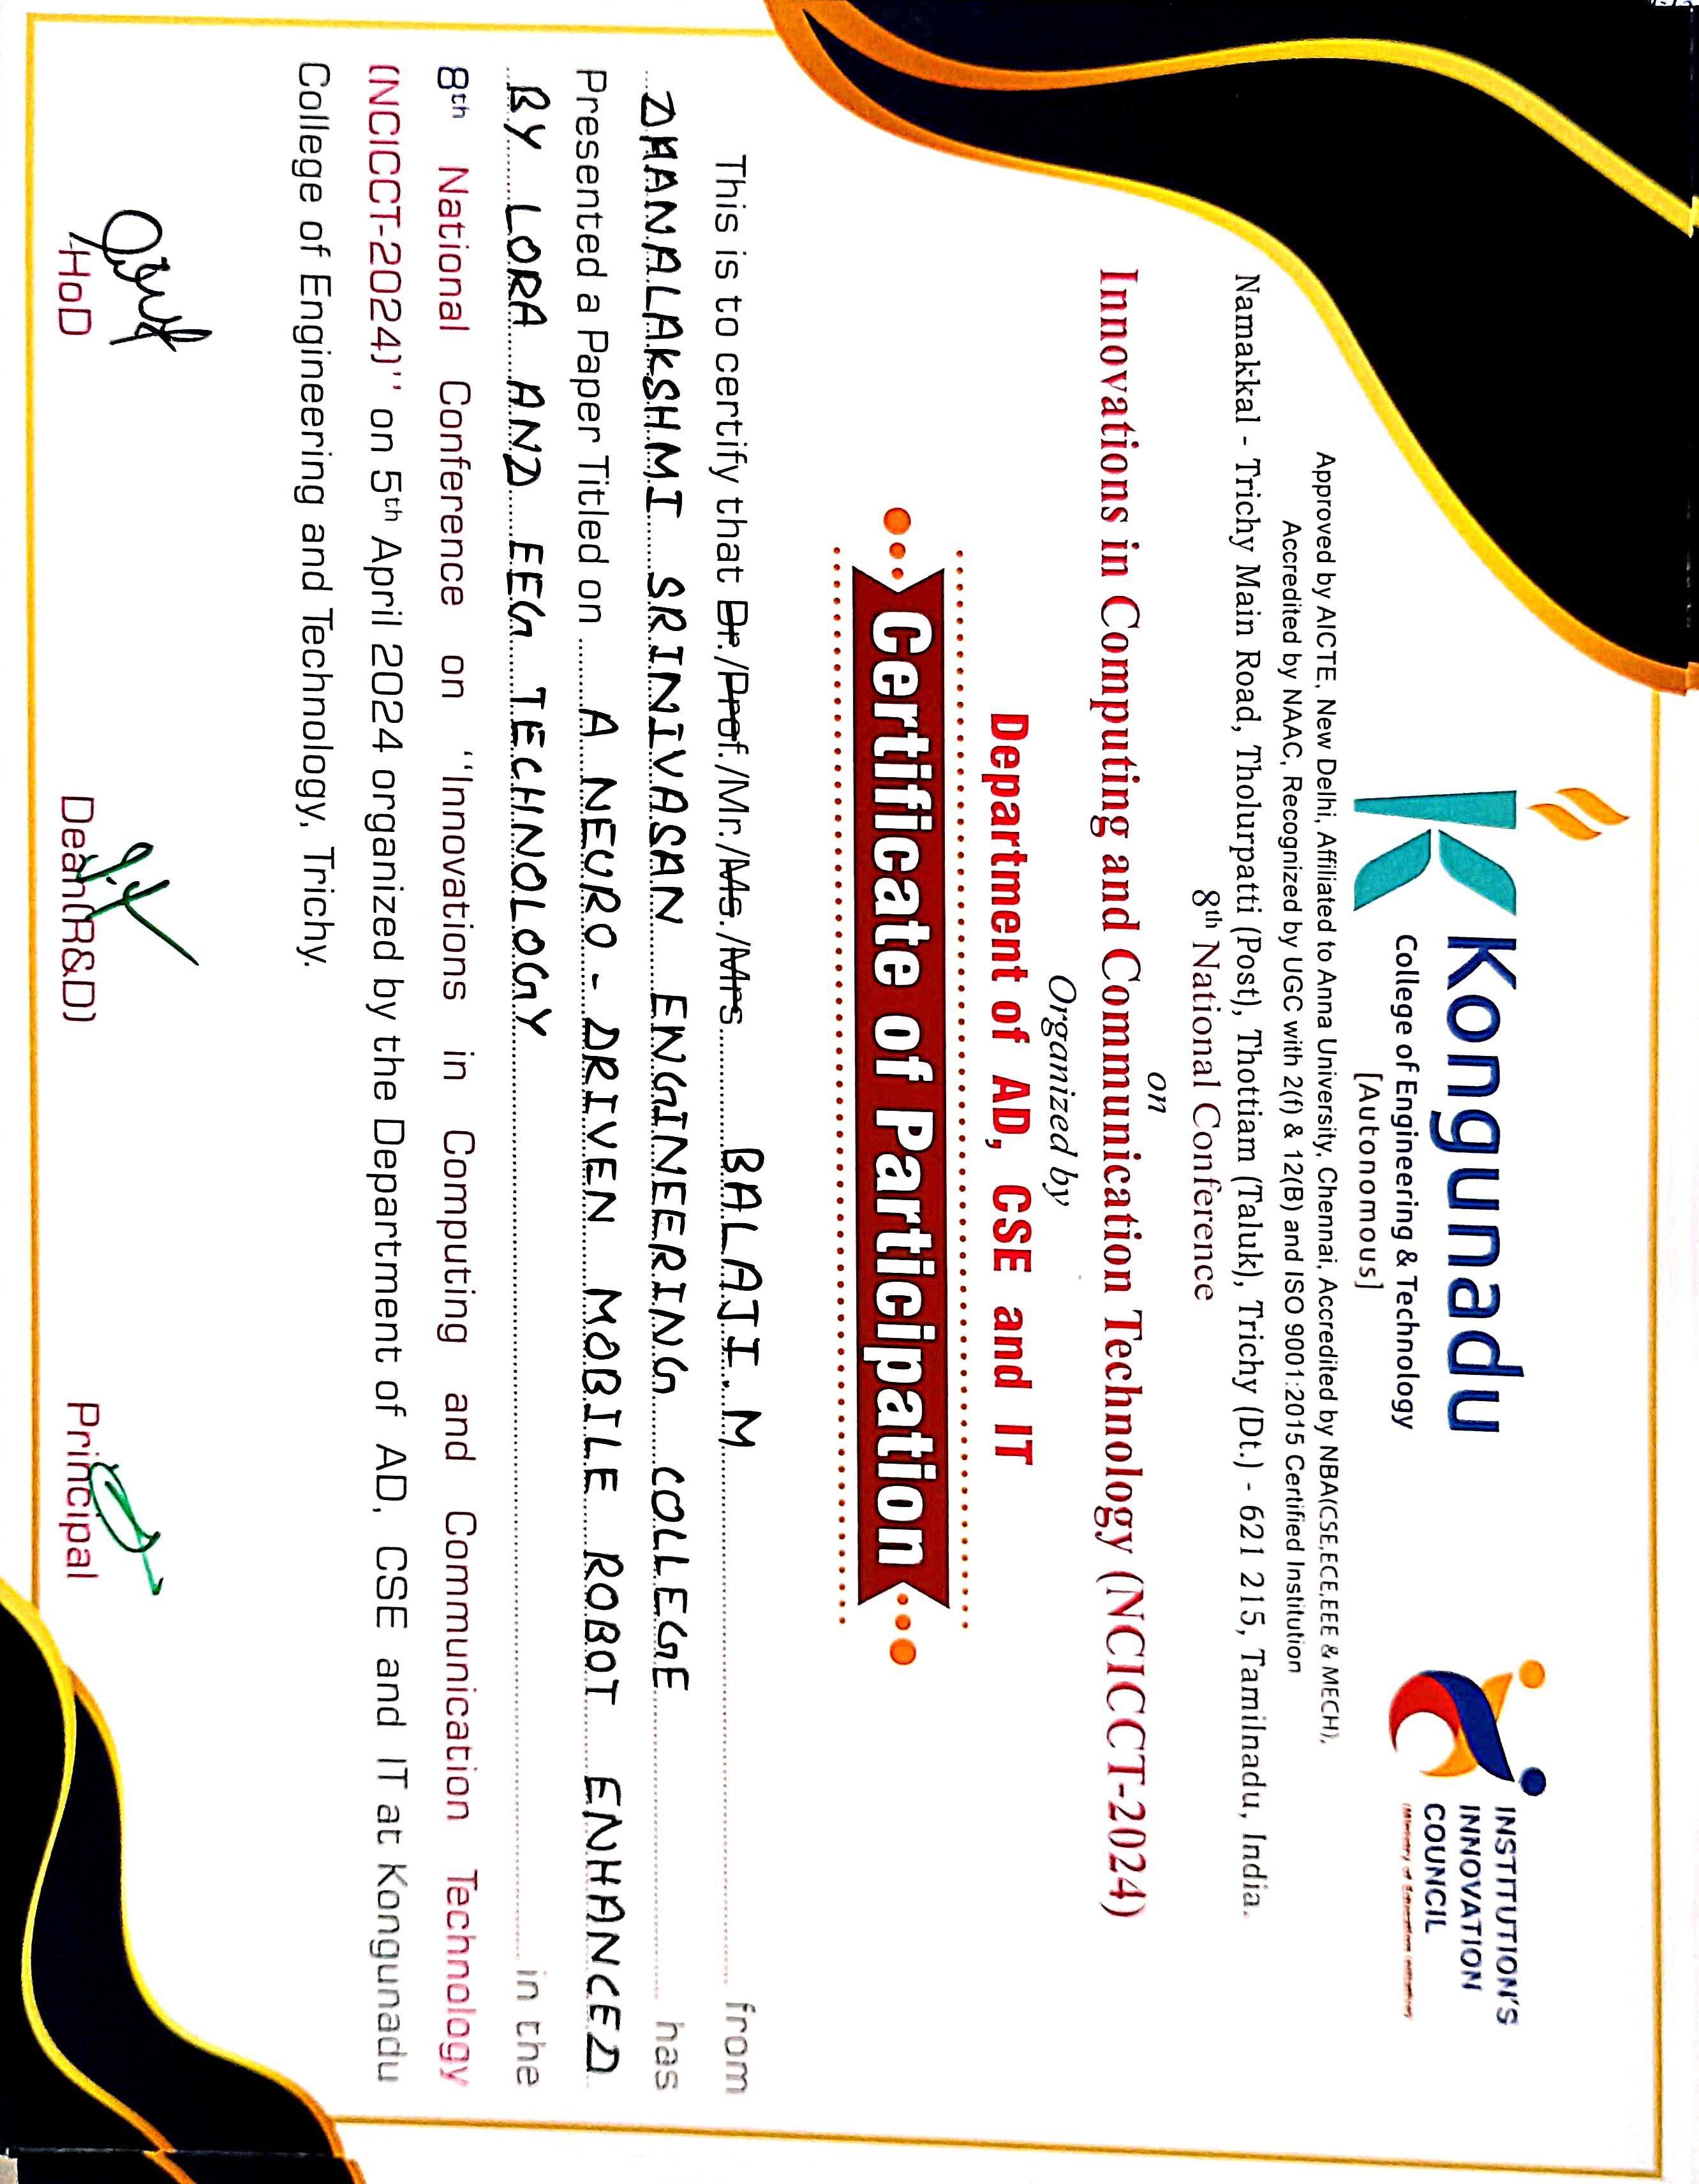 Kongunadu
College of Engineering & Technology
[Autonomous]
INSTITUTION'S
INNOVATION
COUNCIL
(Ministry of Education Initiative)
Approved by AICTE, New Delhi, Affiliated to Anna University, Chennai, Accredited by NBA(CSE,ECE,EEE & MECH),
Accredited by NAAC, Recognized by UGC with 2(f) & 12(B) and ISO 9001:2015 Certified Institution
Namakkal - Trichy Main Road, Tholurpatti (Post), Thottiam (Taluk), Trichy (Dt.) - 621 215, Tamilnadu, India.
8th National Conference
on
Innovations in Computing and Communication Technology (NCICCT-2024)
Organized by
Department of AD, CSE and IT
Certificate of Participation
This is to certify that Dr./Prof./Mr./Ms./Mrs. BALAJI. M from
DHANALAKSHMI SRINIVASAN ENGINEERING COLLEGE has
Presented a Paper Titled on A NEURO - DRIVEN MOBILE ROBOT ENHANCED
BY LORA AND EEG TECHNOLOGY in the
8th National Conference on "Innovations in Computing and Communication Technology
(NCICCT-2024)" on 5th April 2024 organized by the Department of AD, CSE and IT at Kongunadu
College of Engineering and Technology, Trichy.
HoD
Dean(R&D)
Principal